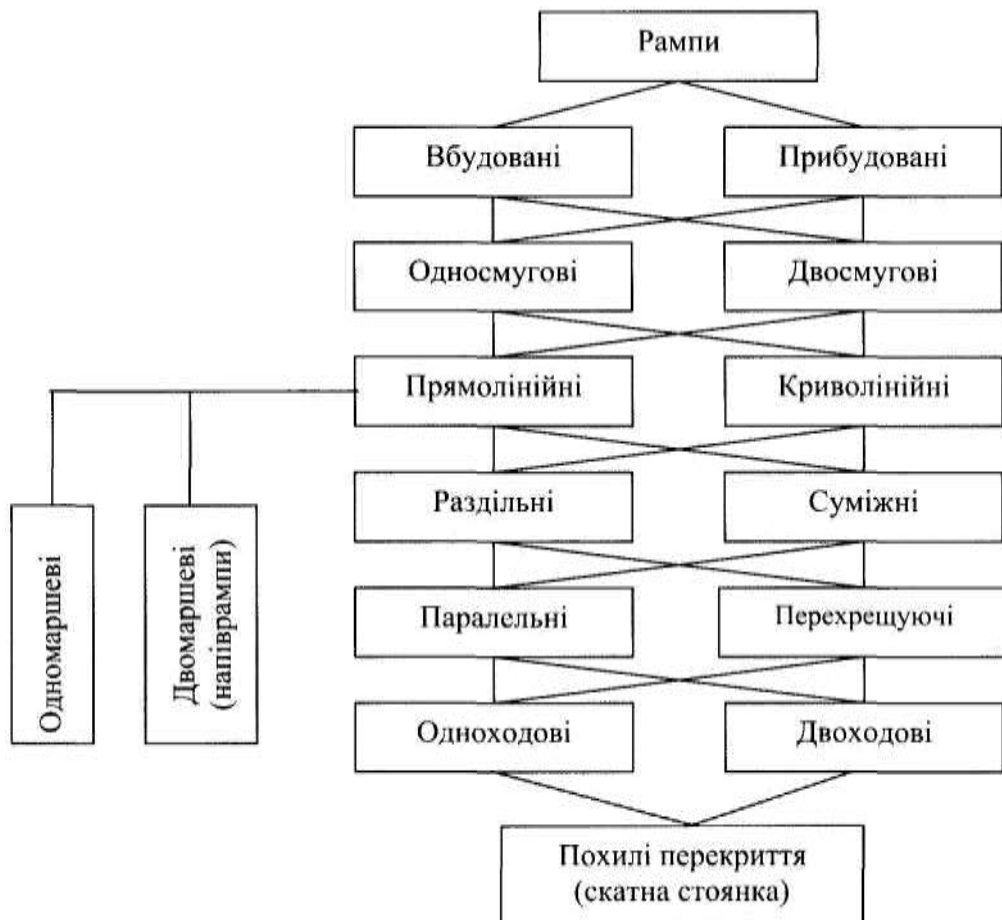 Рампи
Вбудовані
Прибудовані
Односмугові
Двосмугові
Прямолінійні
Криволінійні
Раздільні
Суміжні
Одномаршеві
Двомаршеві
(напіврампи)
Паралельні
Перехрещуючі
Одноходові
Двоходові
Похилі перекриття
(скатна стоянка)